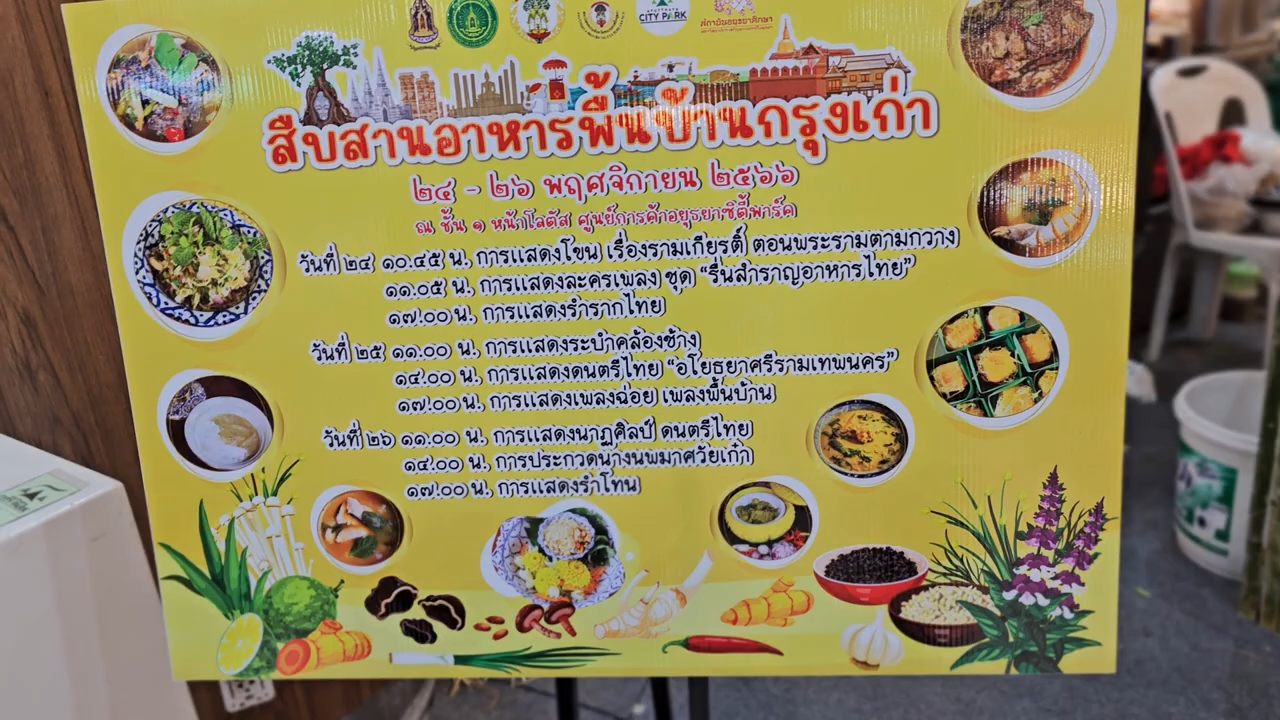 AYUTTHAYA
CITY PARK
สถาบันอยุธยาศึกษา
สืบสานอาหารพื้นบ้านกรุงเก่า
๒๔ - ๒๖ พฤศจิกายน ๒๕๖๖
ณ ชั้น ๑ หน้าโลตัส ศูนย์การค้าอยุธยาซิตี้พาร์ค
วันที่ ๒๔ ๑๐.๔๕ น. การแสดงโขน เรื่องรามเกียรติ์ ตอนพระรามตามกวาง
๑๑.๐๕ น. การแสดงละครเพลง ชุด “รื่นสำราญอาหารไทย”
๑๗.๐๐ น. การแสดงรำรากไทย
วันที่ ๒๕ ๑๑.๐๐ น. การแสดงระบำคล้องช้าง
๑๔.๐๐ น. การแสดงดนตรีไทย “อโยธยาศรีรามเทพนคร”
๑๗.๐๐ น. การแสดงเพลงฉ่อย เพลงพื้นบ้าน
วันที่ ๒๖ ๑๑.๐๐ น. การแสดงนาฏศิลป์ ดนตรีไทย
๑๔.๐๐ น. การประกวดนางนพมาศวัยเก๋า
๑๗.๐๐ น. การแสดงรำโทน